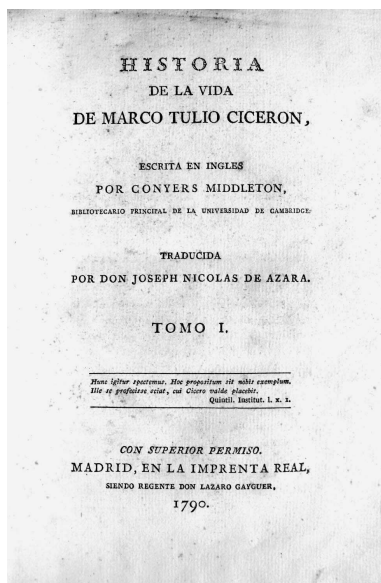 HISTORIA
DE LA VIDA
DE MARCO TULIO CICERON,
ESCRITA EN INGLES
POR CONYERS MIDDLETON,
BIBLIOTECARIO PRINCIPAL DE LA UNIVERSIDAD DE CAMBRIDGE.
TRADUCIDA
POR DON JOSEPH NICOLAS DE AZARA.
TOMO I.
Hunc igitur spectemus. Hoc propositum sit nobis exemplum.
Ille se profecisse sciat, cui Cicero valde placebit.
Quintil. Institut. l. x. 1.
CON SUPERIOR PERMISO.
MADRID, EN LA IMPRENTA REAL,
SIENDO REGENTE DON LAZARO GAYGUER,
1790.